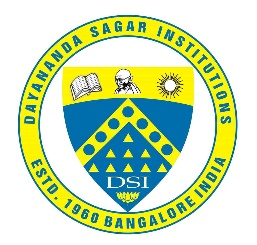 DAYANANDA SAGAR INSTITUTIONS
DSI
ESTD. 1960 BANGALORE INDIA